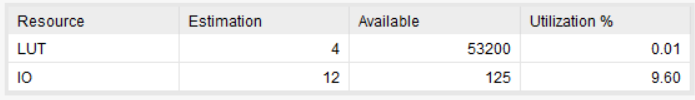 Resource Estimation Available Utilization %
LUT 4 53200 0.01
IO 12 125 9.60